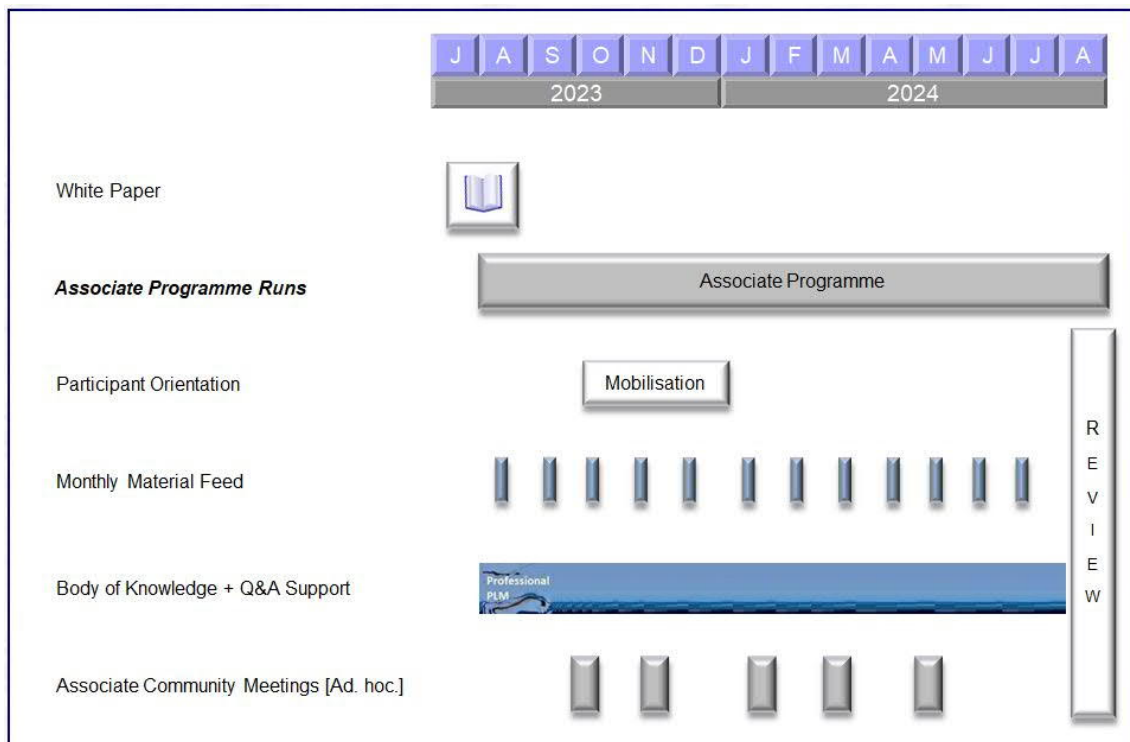 J A S O N D J F M A M J J A
2023 2024
White Paper
Associate Programme Runs
Associate Programme
Participant Orientation
Mobilisation
Monthly Material Feed
Body of Knowledge + Q&A Support
Professional
PLM
Associate Community Meetings [Ad. hoc.]
R
E
V
I
E
W